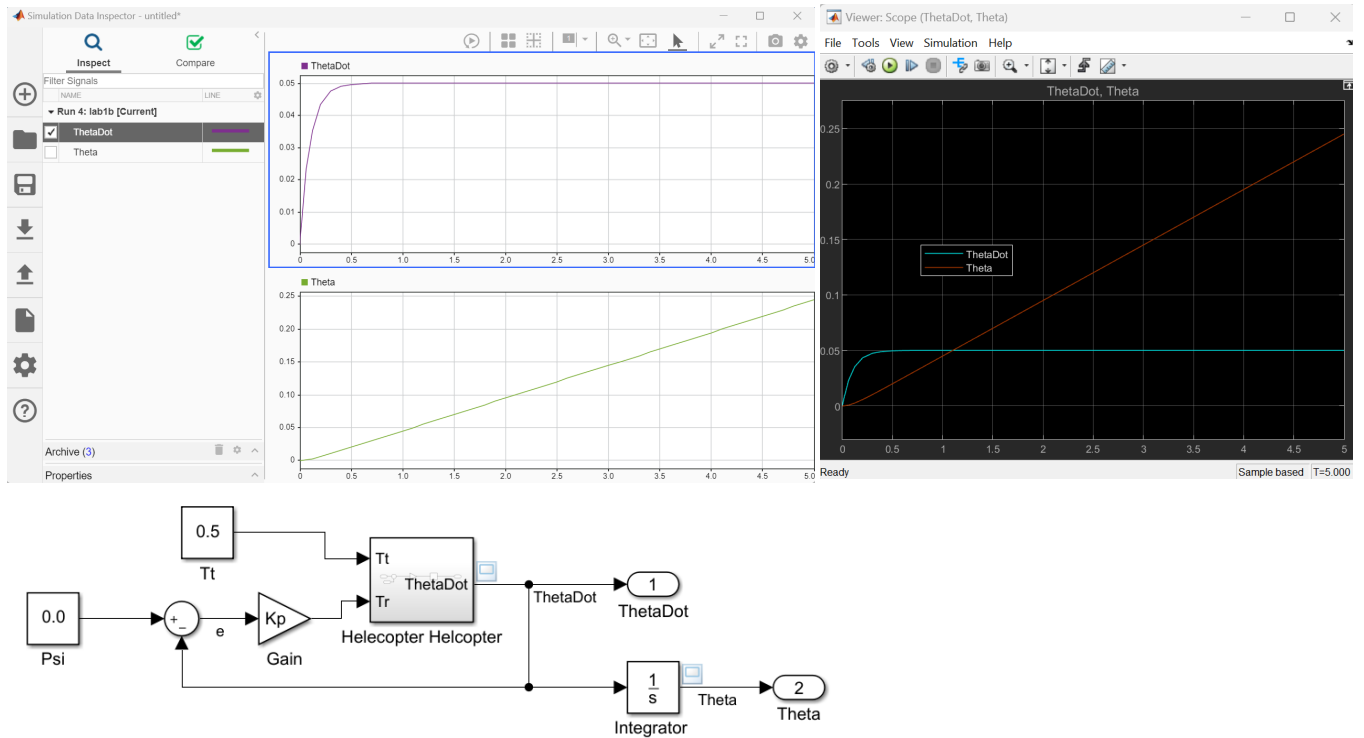 Simulation Data Inspector - untitled*
Inspect
Compare
Filter Signals
NAME
LINE
Run 4: lab1b [Current]
ThetaDot
Theta
Archive (3)
Properties
ThetaDot
0.05
0.04
0.03
0.02
0.01
0
0 0.5 1.0 1.5 2.0 2.5 3.0 3.5 4.0 4.5 5.0
Theta
0.25
0.20
0.15
0.10
0.05
0
0 0.5 1.0 1.5 2.0 2.5 3.0 3.5 4.0 4.5 5.0
Viewer: Scope (ThetaDot, Theta)
File Tools View Simulation Help
ThetaDot, Theta
0.25
0.2
0.15
0.1
0.05
0
ThetaDot
Theta
0 0.5 1 1.5 2 2.5 3 3.5 4 4.5 5
Ready
Sample based T=5.000
0.5
Tt
0.0
Psi
+
−
e
Kp
Gain
Tt
ThetaDot
Tr
Helecopter Helcopter
ThetaDot
1
ThetaDot
1
s
Integrator
Theta
2
Theta